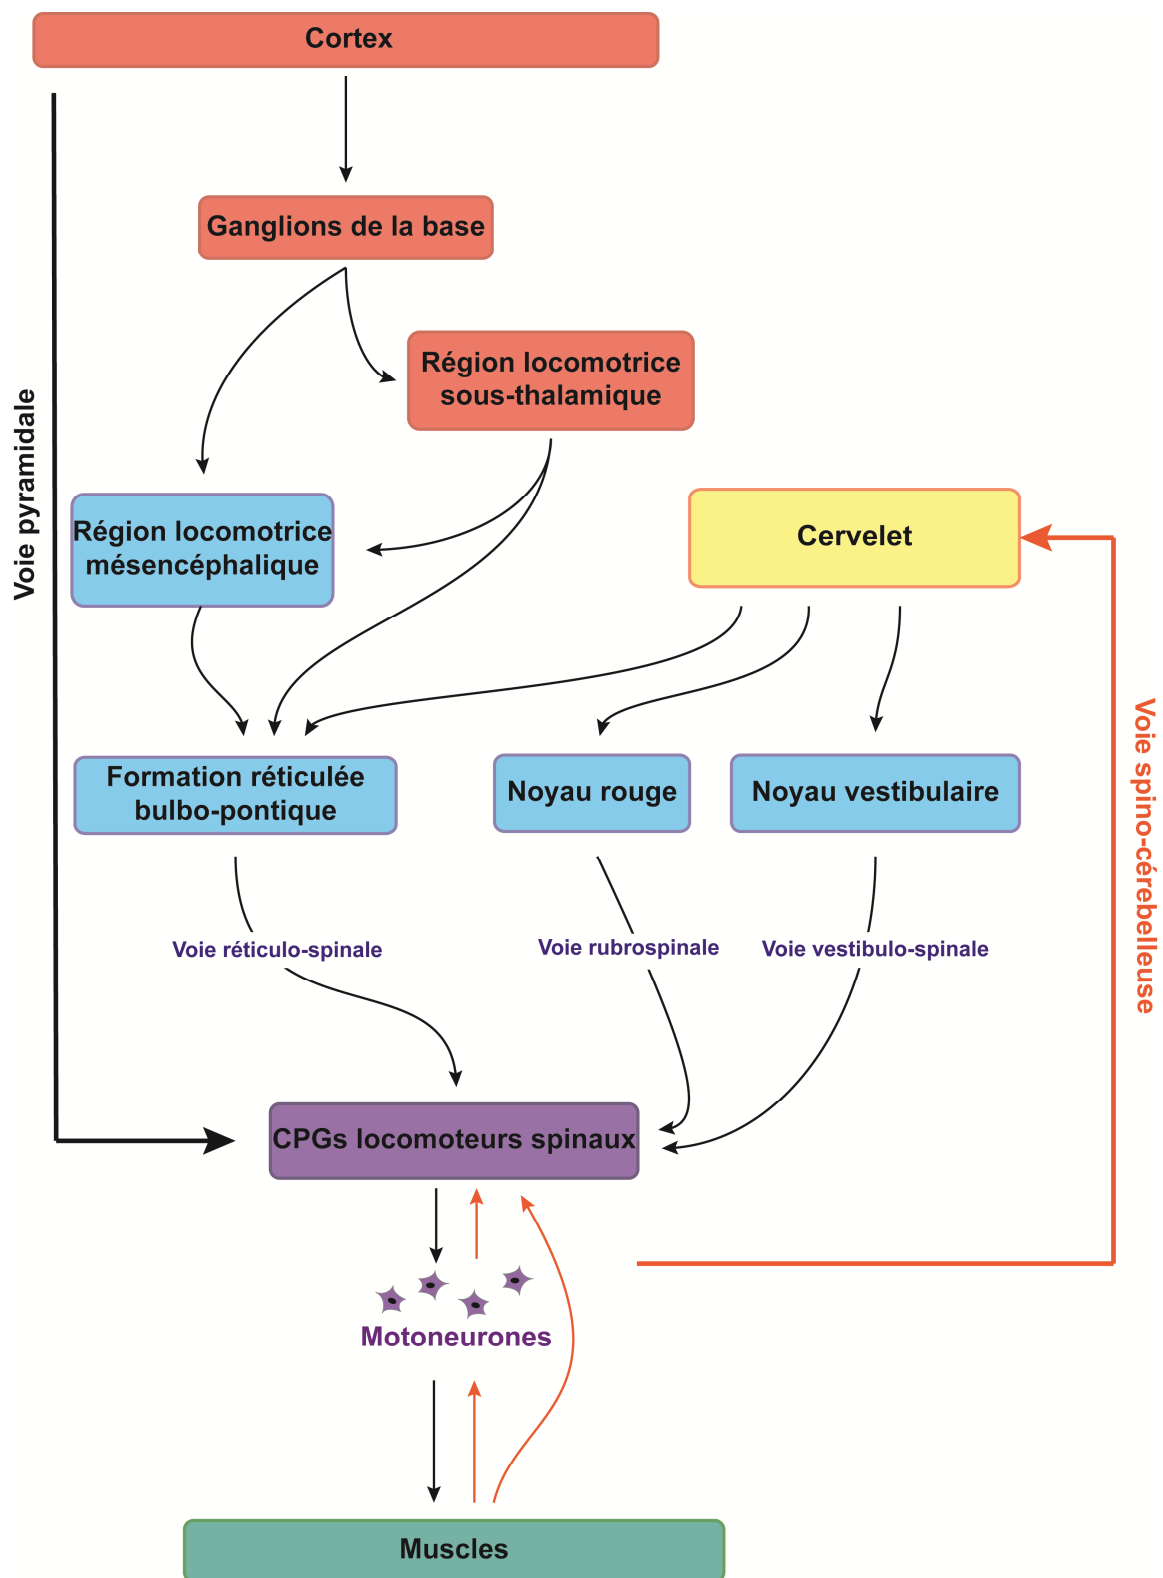 Cortex
Ganglions de la base
Région locomotrice
sous-thalamique
Voie pyramidale
Région locomotrice
mésencéphalique
Cervelet
Formation réticulée
bulbo-pontique
Noyau rouge
Noyau vestibulaire
Voie spino-cérebelleuse
Voie réticulo-spinale
Voie rubrospinale
Voie vestibulo-spinale
CPGs locomoteurs spinaux
Motoneurones
Muscles